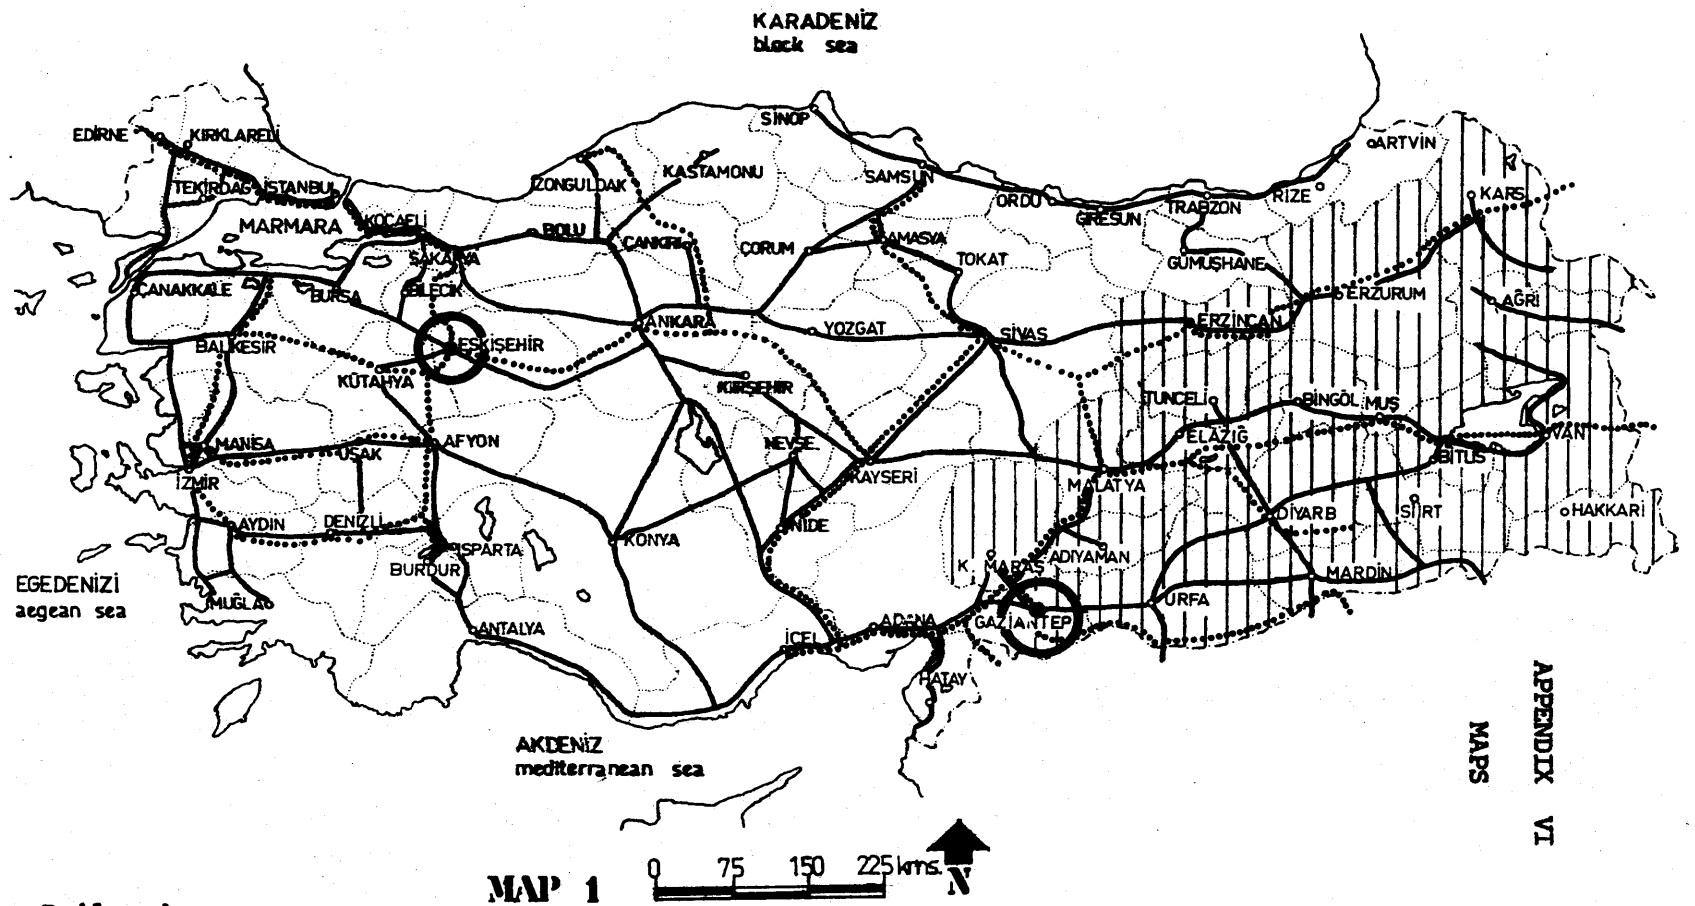 KARADENİZ
block sea
SİNOP
EDİRNE
KIRKLARELİ
ARTVİN
KASTAMONU
ZONGULDAK
SAMSUN
TEKİRDAĞ
İSTANBUL
RİZE
KARS
ORDU
GİRESUN
TRABZON
MARMARA
KOCAELİ
BOLU
ÇANKIRI
ÇORUM
AMASYA
SAKARYA
TOKAT
GÜMÜŞHANE
ÇANAKKALE
BURSA
BİLECİK
ERZURUM
AĞRI
ANKARA
YOZGAT
SİVAS
ERZİNCAN
BALIKESİR
ESKİŞEHİR
KÜTAHYA
KIRŞEHİR
TUNCELİ
BİNGÖL
MUŞ
MANİSA
UŞAK
AFYON
NEVŞE.
ELAZIĞ
VAN
BİTLİS
İZMİR
KAYSERİ
MALATYA
AYDIN
DENİZLİ
NİDE
DİYARB
SİİRT
HAKKARİ
KONYA
ISPARTA
BURDUR
ADIYAMAN
K. MARAŞ
MARDİN
EGEDENİZİ
aegean sea
MUĞLA
URFA
ANTALYA
İÇEL
ADANA
GAZİANTEP
HATAY
AKDENİZ
mediterranean sea
APPENDIX VI
MAPS
MAP 1
0 75 150 225 kms.
N